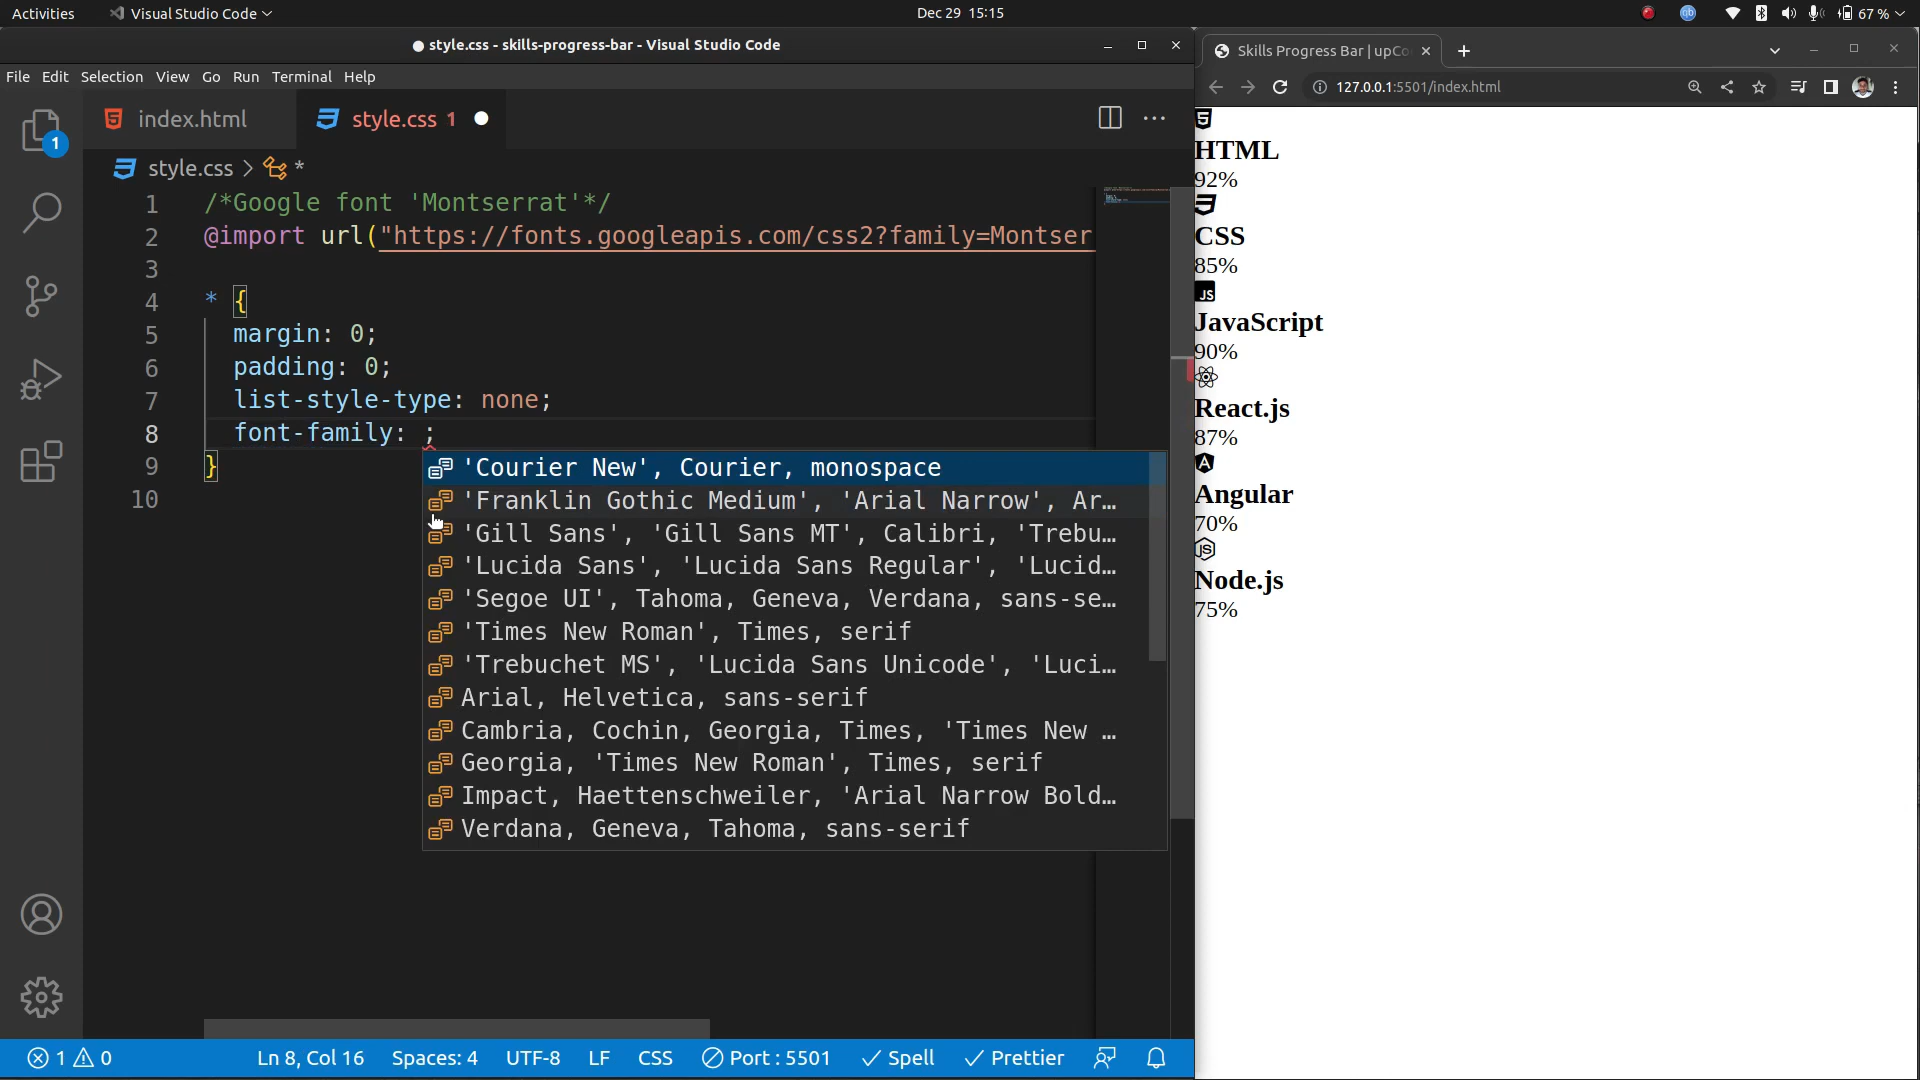 Activities
Visual Studio Code
Dec 29 15:15
67 %
style.css - skills-progress-bar - Visual Studio Code
File Edit Selection View Go Run Terminal Help
1
index.html
style.css 1
style.css > *
1 /*Google font 'Montserrat'*/
2 @import url("https://fonts.googleapis.com/css2?family=Montser
3
4 * {
5 margin: 0;
6 padding: 0;
7 list-style-type: none;
8 font-family: ;
9 }
10
'Courier New', Courier, monospace
'Franklin Gothic Medium', 'Arial Narrow', Ar…
'Gill Sans', 'Gill Sans MT', Calibri, 'Trebu…
'Lucida Sans', 'Lucida Sans Regular', 'Lucid…
'Segoe UI', Tahoma, Geneva, Verdana, sans-se…
'Times New Roman', Times, serif
'Trebuchet MS', 'Lucida Sans Unicode', 'Luci…
Arial, Helvetica, sans-serif
Cambria, Cochin, Georgia, Times, 'Times New …
Georgia, 'Times New Roman', Times, serif
Impact, Haettenschweiler, 'Arial Narrow Bold…
Verdana, Geneva, Tahoma, sans-serif
1 0 Ln 8, Col 16 Spaces: 4 UTF-8 LF CSS Port : 5501 Spell Prettier
Skills Progress Bar | upCo
127.0.0.1:5501/index.html
HTML
92%
CSS
85%
JS
JavaScript
90%
React.js
87%
Angular
70%
Node.js
75%